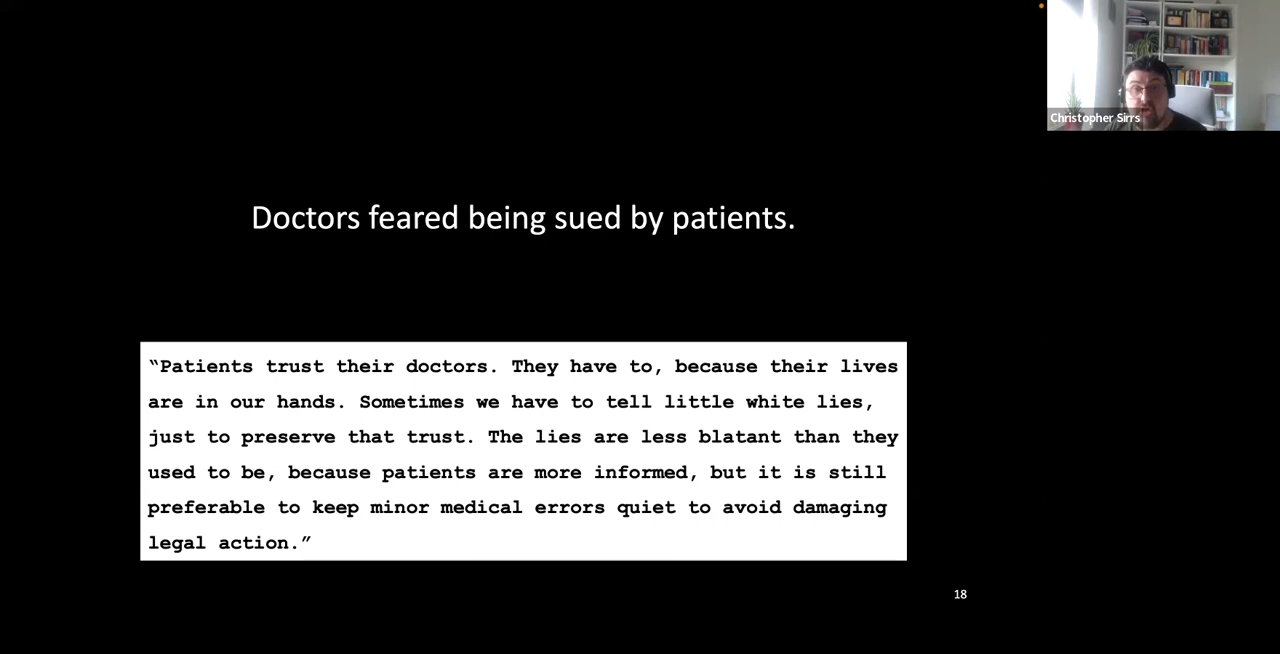 Christopher Sirrs
Doctors feared being sued by patients.
“Patients trust their doctors. They have to, because their lives
are in our hands. Sometimes we have to tell little white lies,
just to preserve that trust. The lies are less blatant than they
used to be, because patients are more informed, but it is still
preferable to keep minor medical errors quiet to avoid damaging
legal action.”
18